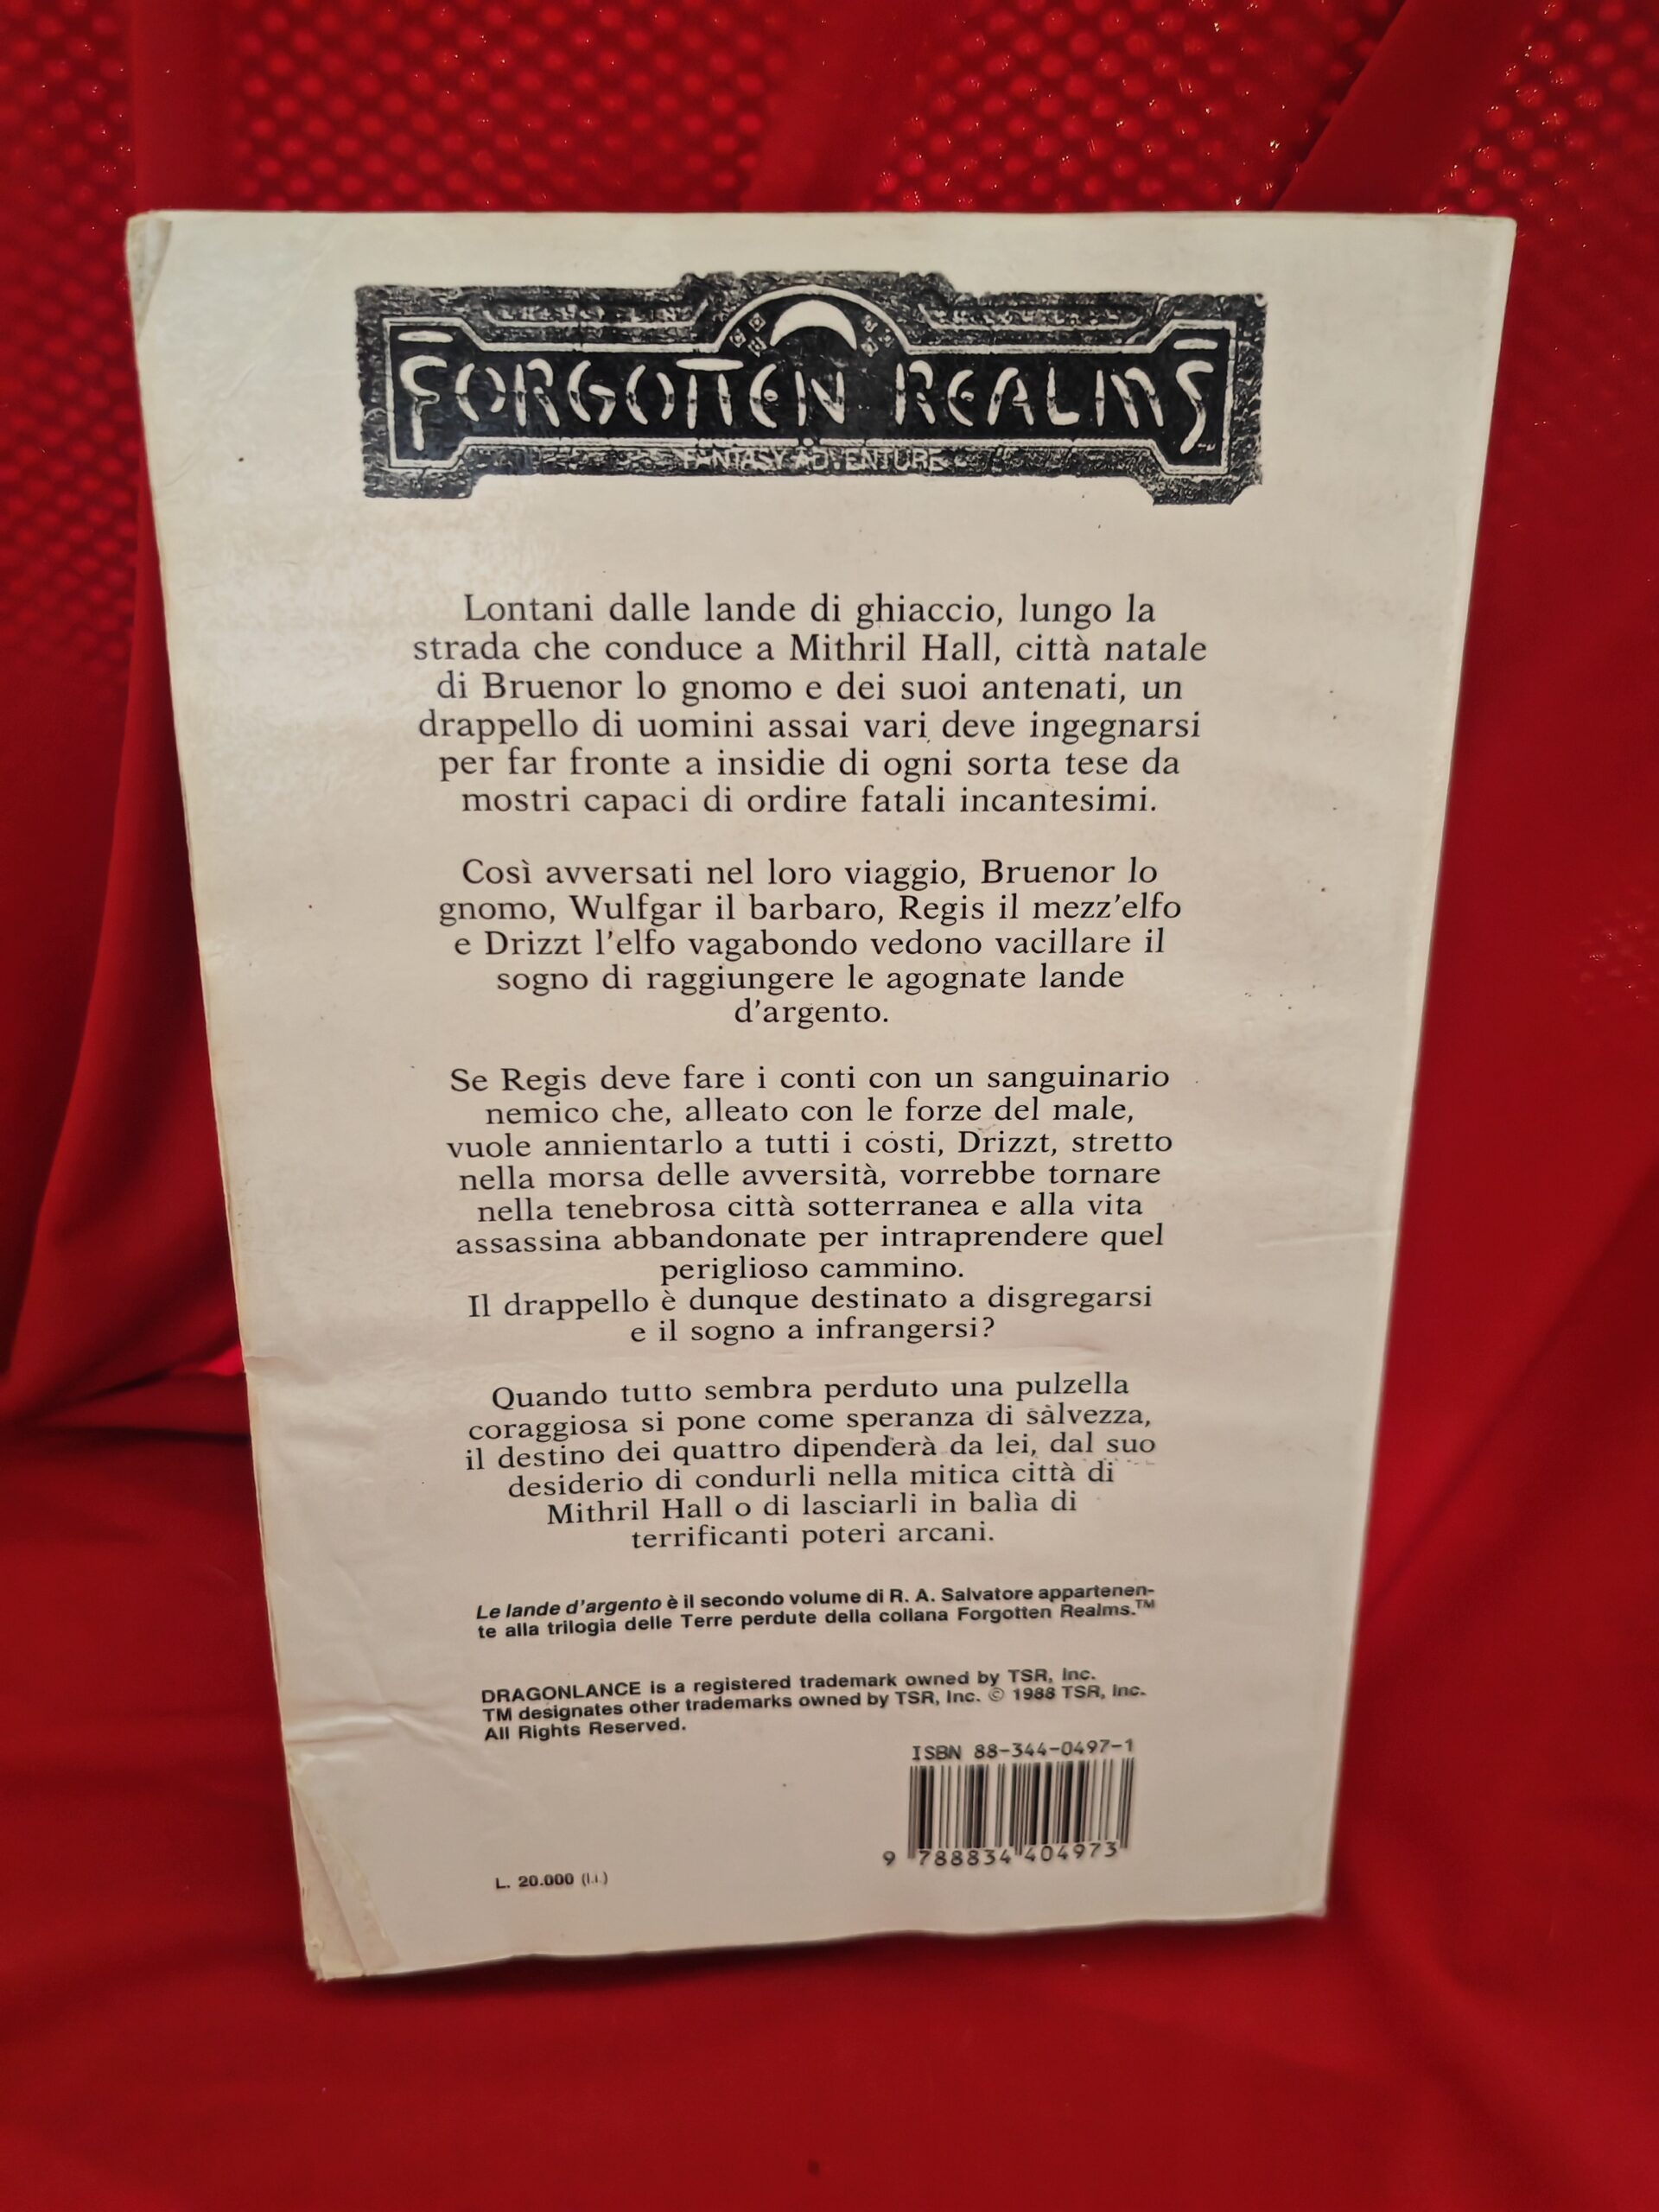 FORGOTTEN REALMS
FANTASY ADVENTURE
Lontani dalle lande di ghiaccio, lungo la
strada che conduce a Mithril Hall, città natale
di Bruenor lo gnomo e dei suoi antenati, un
drappello di uomini assai vari deve ingegnarsi
per far fronte a insidie di ogni sorta tese da
mostri capaci di ordire fatali incantesimi.
Così avversati nel loro viaggio, Bruenor lo
gnomo, Wulfgar il barbaro, Regis il mezz'elfo
e Drizzt l'elfo vagabondo vedono vacillare il
sogno di raggiungere le agognate lande
d'argento.
Se Regis deve fare i conti con un sanguinario
nemico che, alleato con le forze del male,
vuole annientarlo a tutti i costi, Drizzt, stretto
nella morsa delle avversità, vorrebbe tornare
nella tenebrosa città sotterranea e alla vita
assassina abbandonate per intraprendere quel
periglioso cammino.
Il drappello è dunque destinato a disgregarsi
e il sogno a infrangersi?
Quando tutto sembra perduto una pulzella
coraggiosa si pone come speranza di salvezza,
il destino dei quattro dipenderà da lei, dal suo
desiderio di condurli nella mitica città di
Mithril Hall o di lasciarli in balìa di
terrificanti poteri arcani.
Le lande d'argento è il secondo volume di R. A. Salvatore appartenen-
te alla trilogia delle Terre perdute della collana Forgotten Realms.™
DRAGONLANCE is a registered trademark owned by TSR, Inc.
TM designates other trademarks owned by TSR, Inc. © 1988 TSR, Inc.
All Rights Reserved.
ISBN 88-344-0497-1
9 788834 404973
L. 20.000 (i.i.)